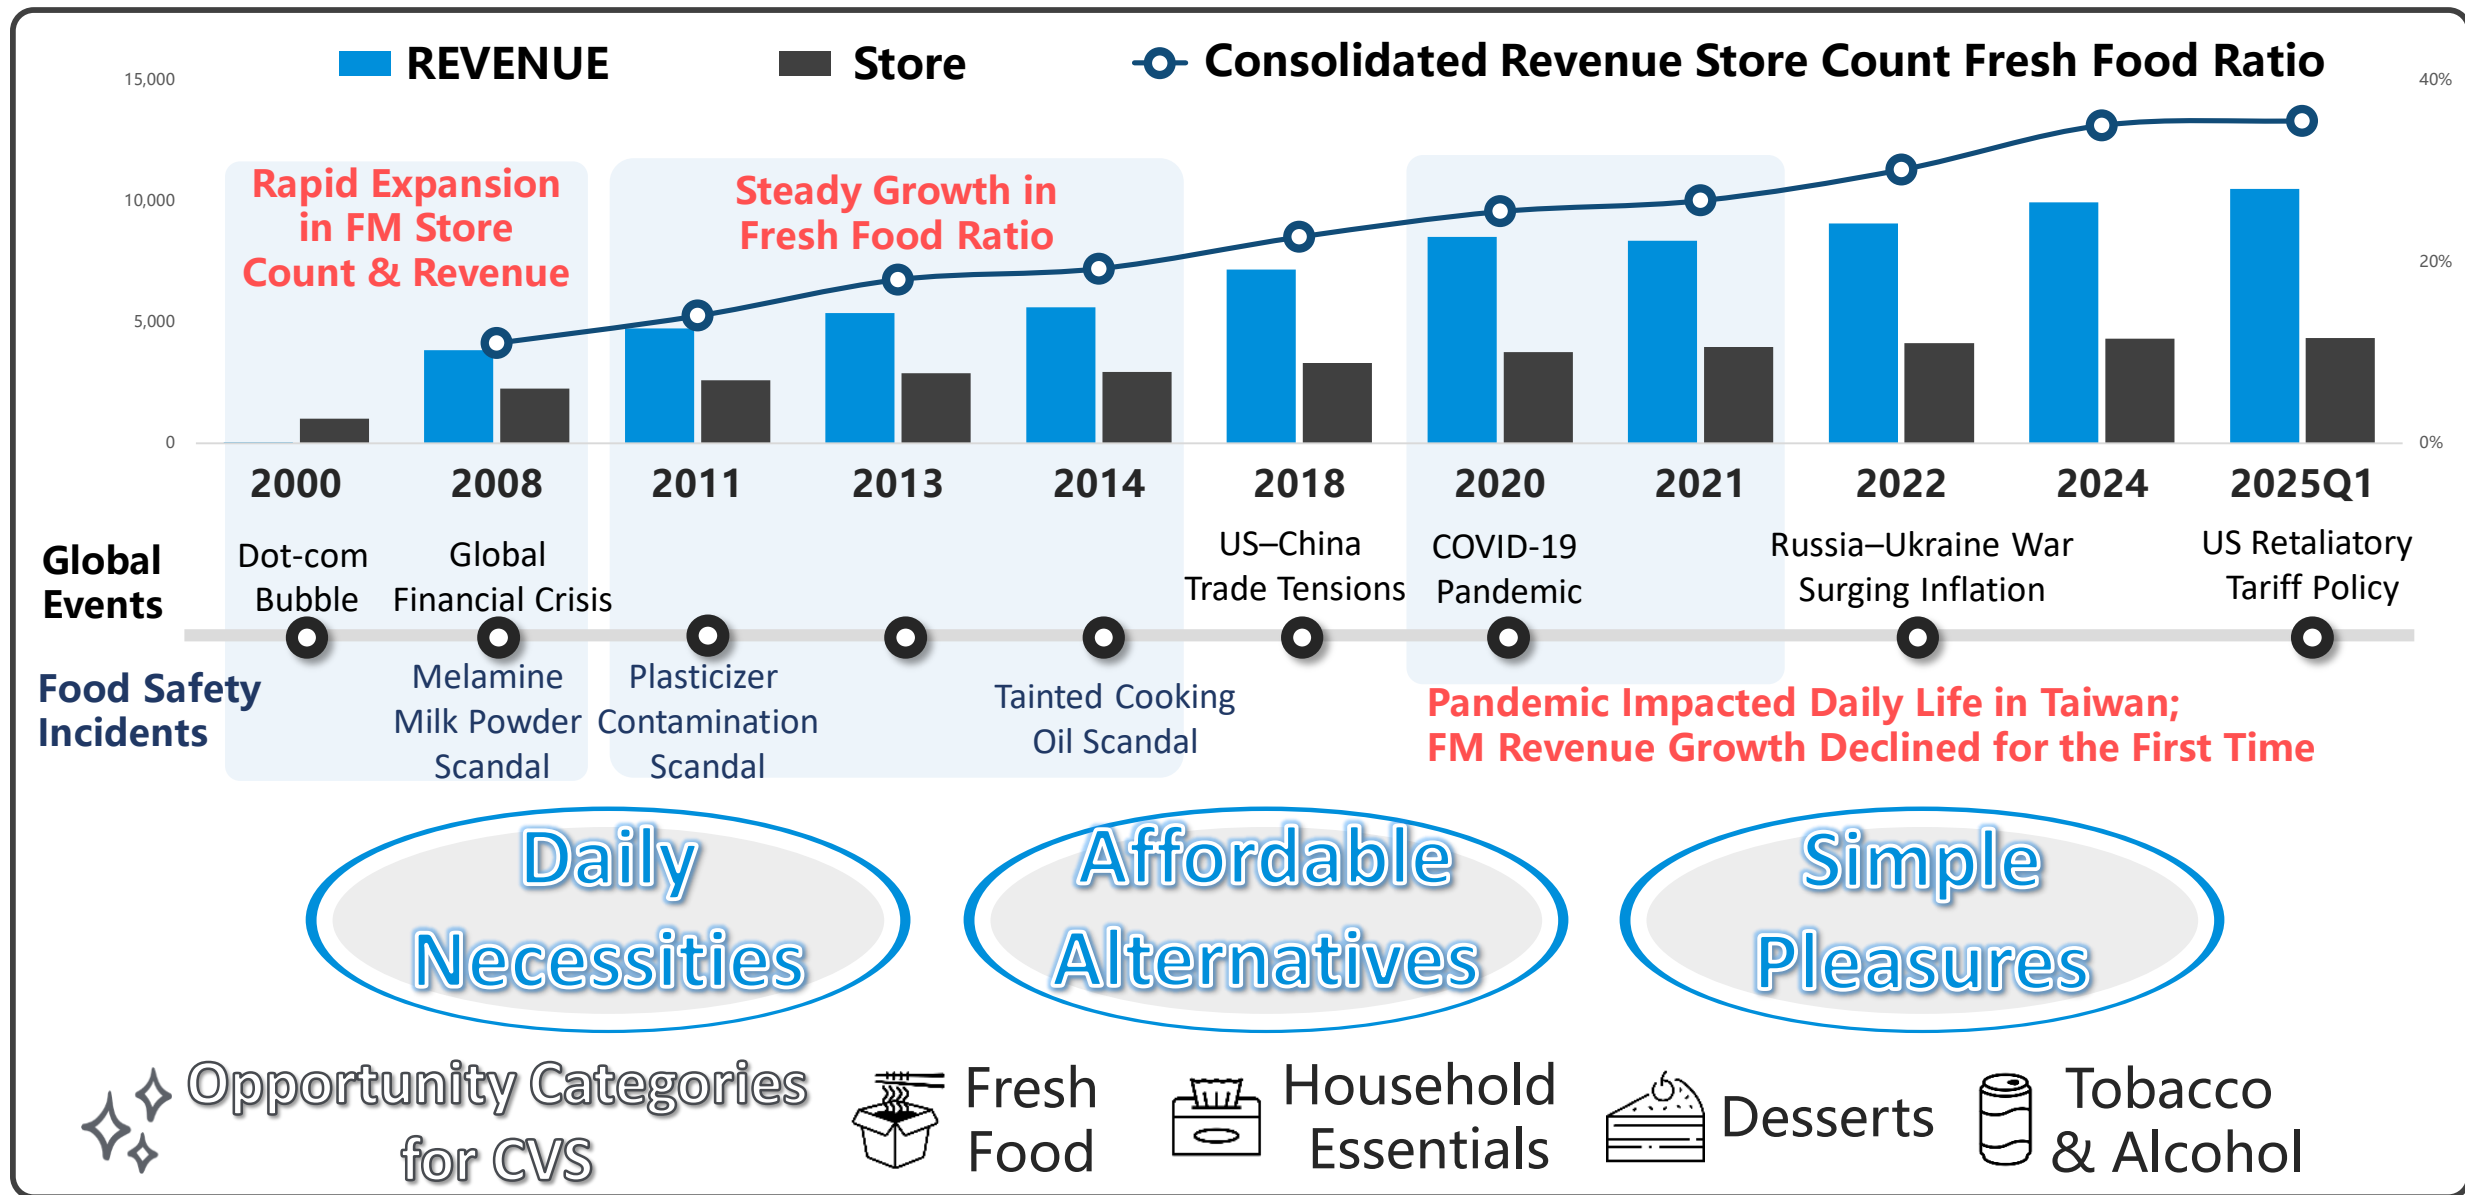 REVENUE
Store
Consolidated Revenue Store Count Fresh Food Ratio
15,000
10,000
5,000
0
40%
20%
0%
Rapid Expansion
in FM Store
Count & Revenue
Steady Growth in
Fresh Food Ratio
2000
2008
2011
2013
2014
2018
2020
2021
2022
2024
2025Q1
Global
Events
Dot-com
Bubble
Global
Financial Crisis
US–China
Trade Tensions
COVID-19
Pandemic
Russia–Ukraine War
Surging Inflation
US Retaliatory
Tariff Policy
Food Safety
Incidents
Melamine
Milk Powder
Scandal
Plasticizer
Contamination
Scandal
Tainted Cooking
Oil Scandal
Pandemic Impacted Daily Life in Taiwan;
FM Revenue Growth Declined for the First Time
Daily
Necessities
Affordable
Alternatives
Simple
Pleasures
Opportunity Categories
for CVS
Fresh
Food
Household
Essentials
Desserts
Tobacco
& Alcohol